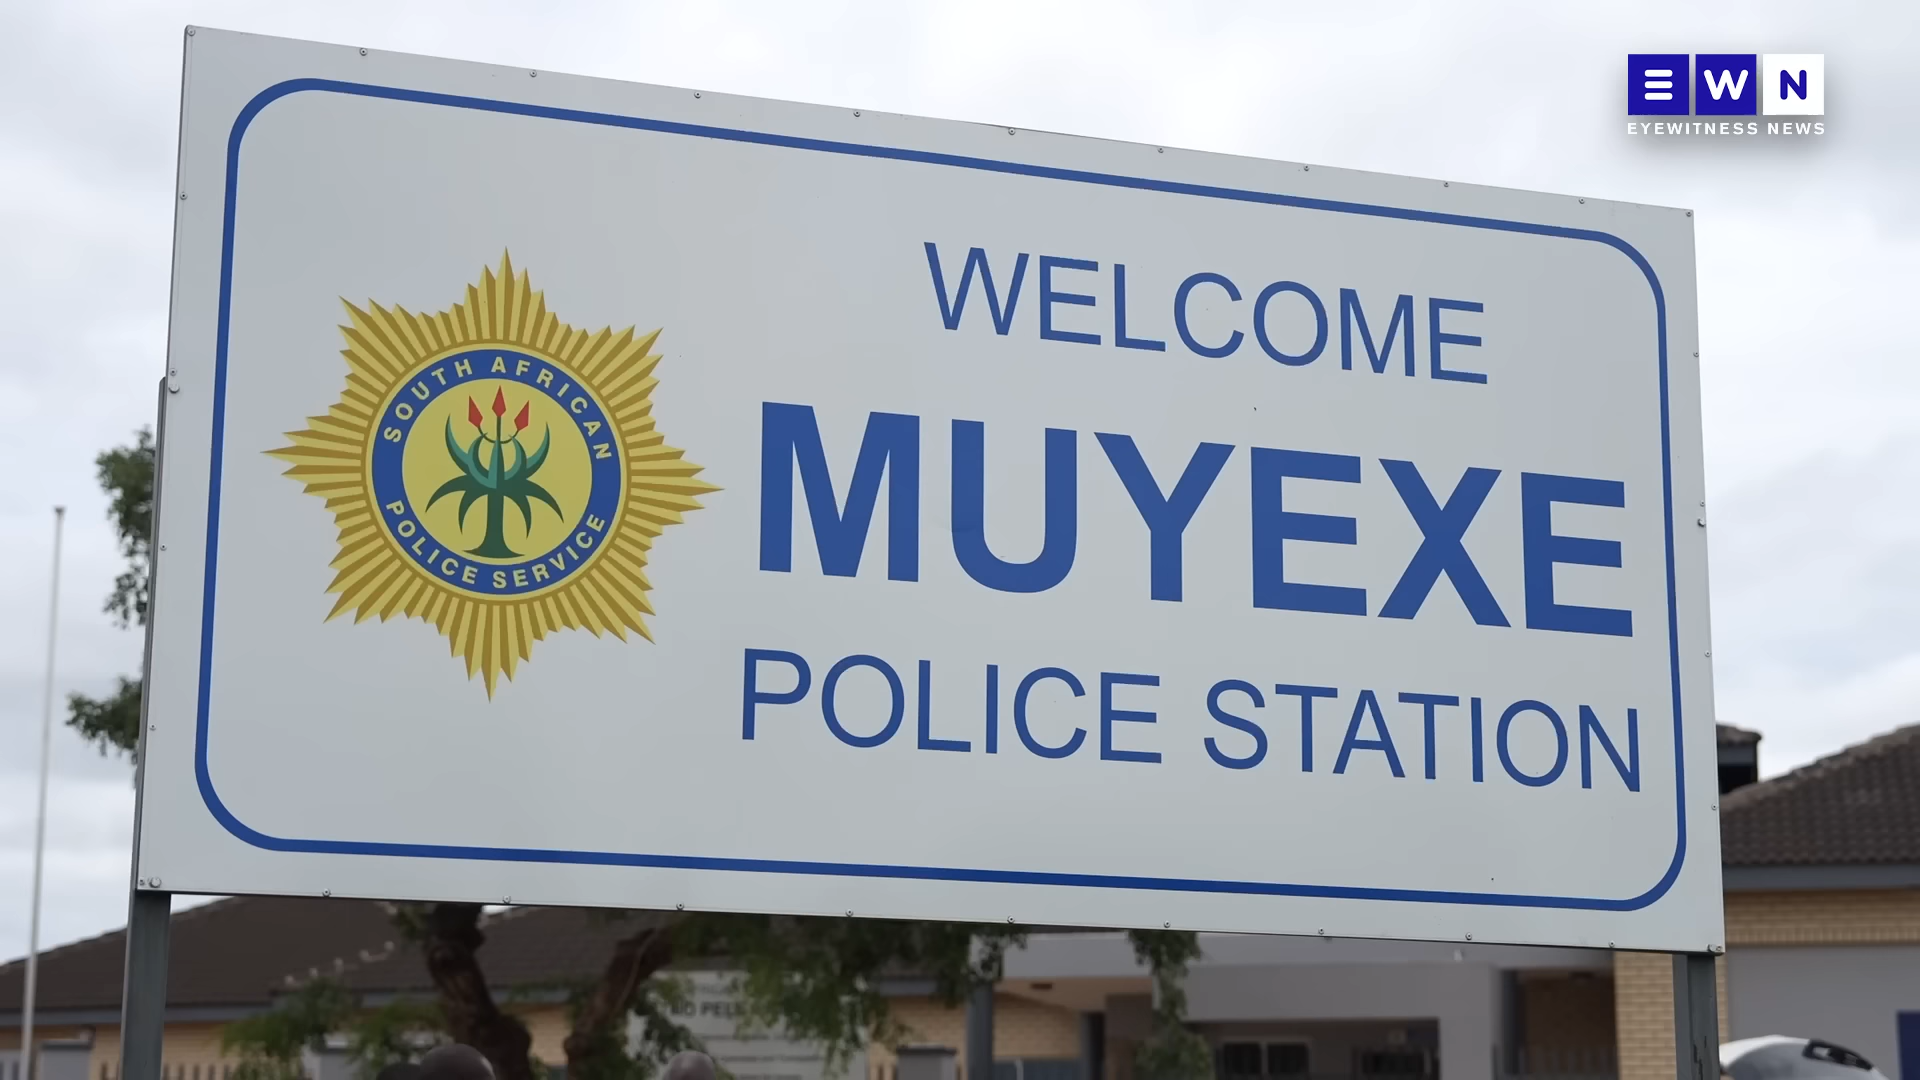 EWN
EYEWITNESS NEWS
WELCOME
MUYEXE
POLICE STATION
SOUTH AFRICAN
POLICE SERVICE